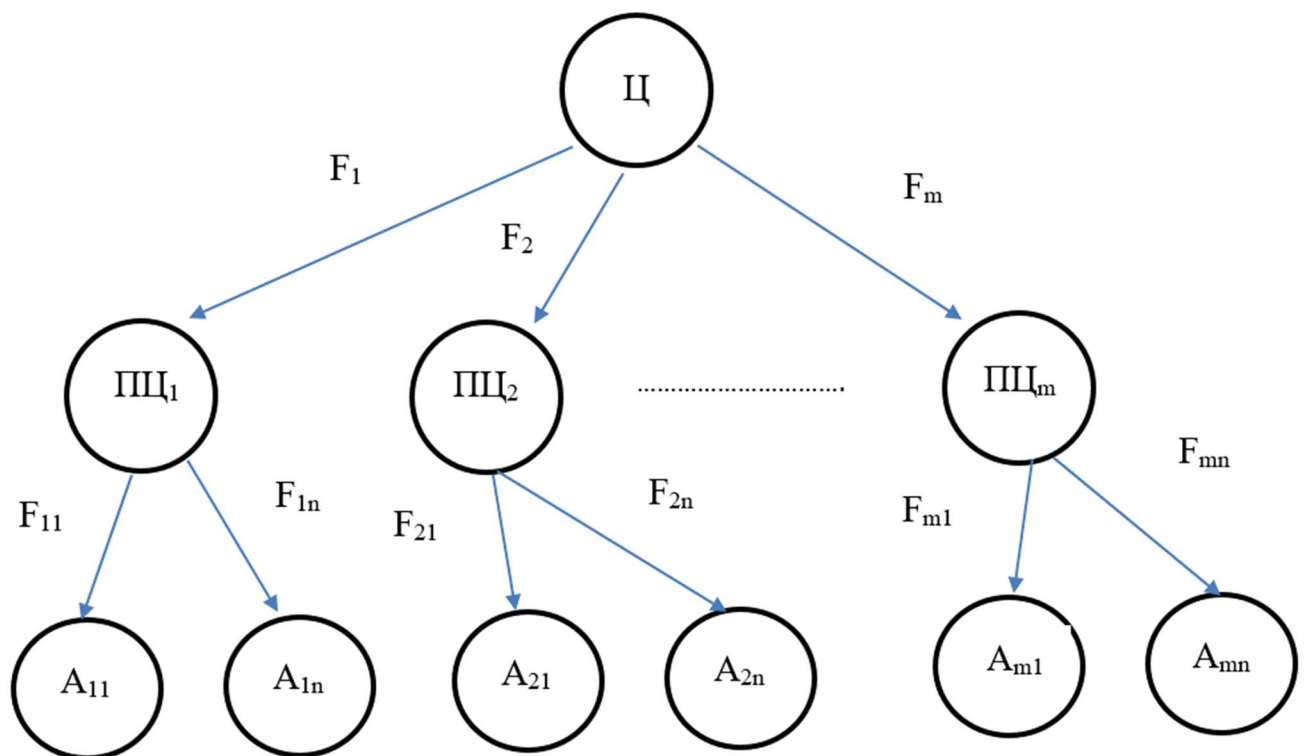 Ц
F₁
F₂
Fₘ
ПЦ₁
ПЦ₂
............................
ПЦₘ
F₁₁
F₁ₙ
F₂₁
F₂ₙ
Fₘ₁
Fₘₙ
A₁₁
A₁ₙ
A₂₁
A₂ₙ
Aₘ₁
Aₘₙ